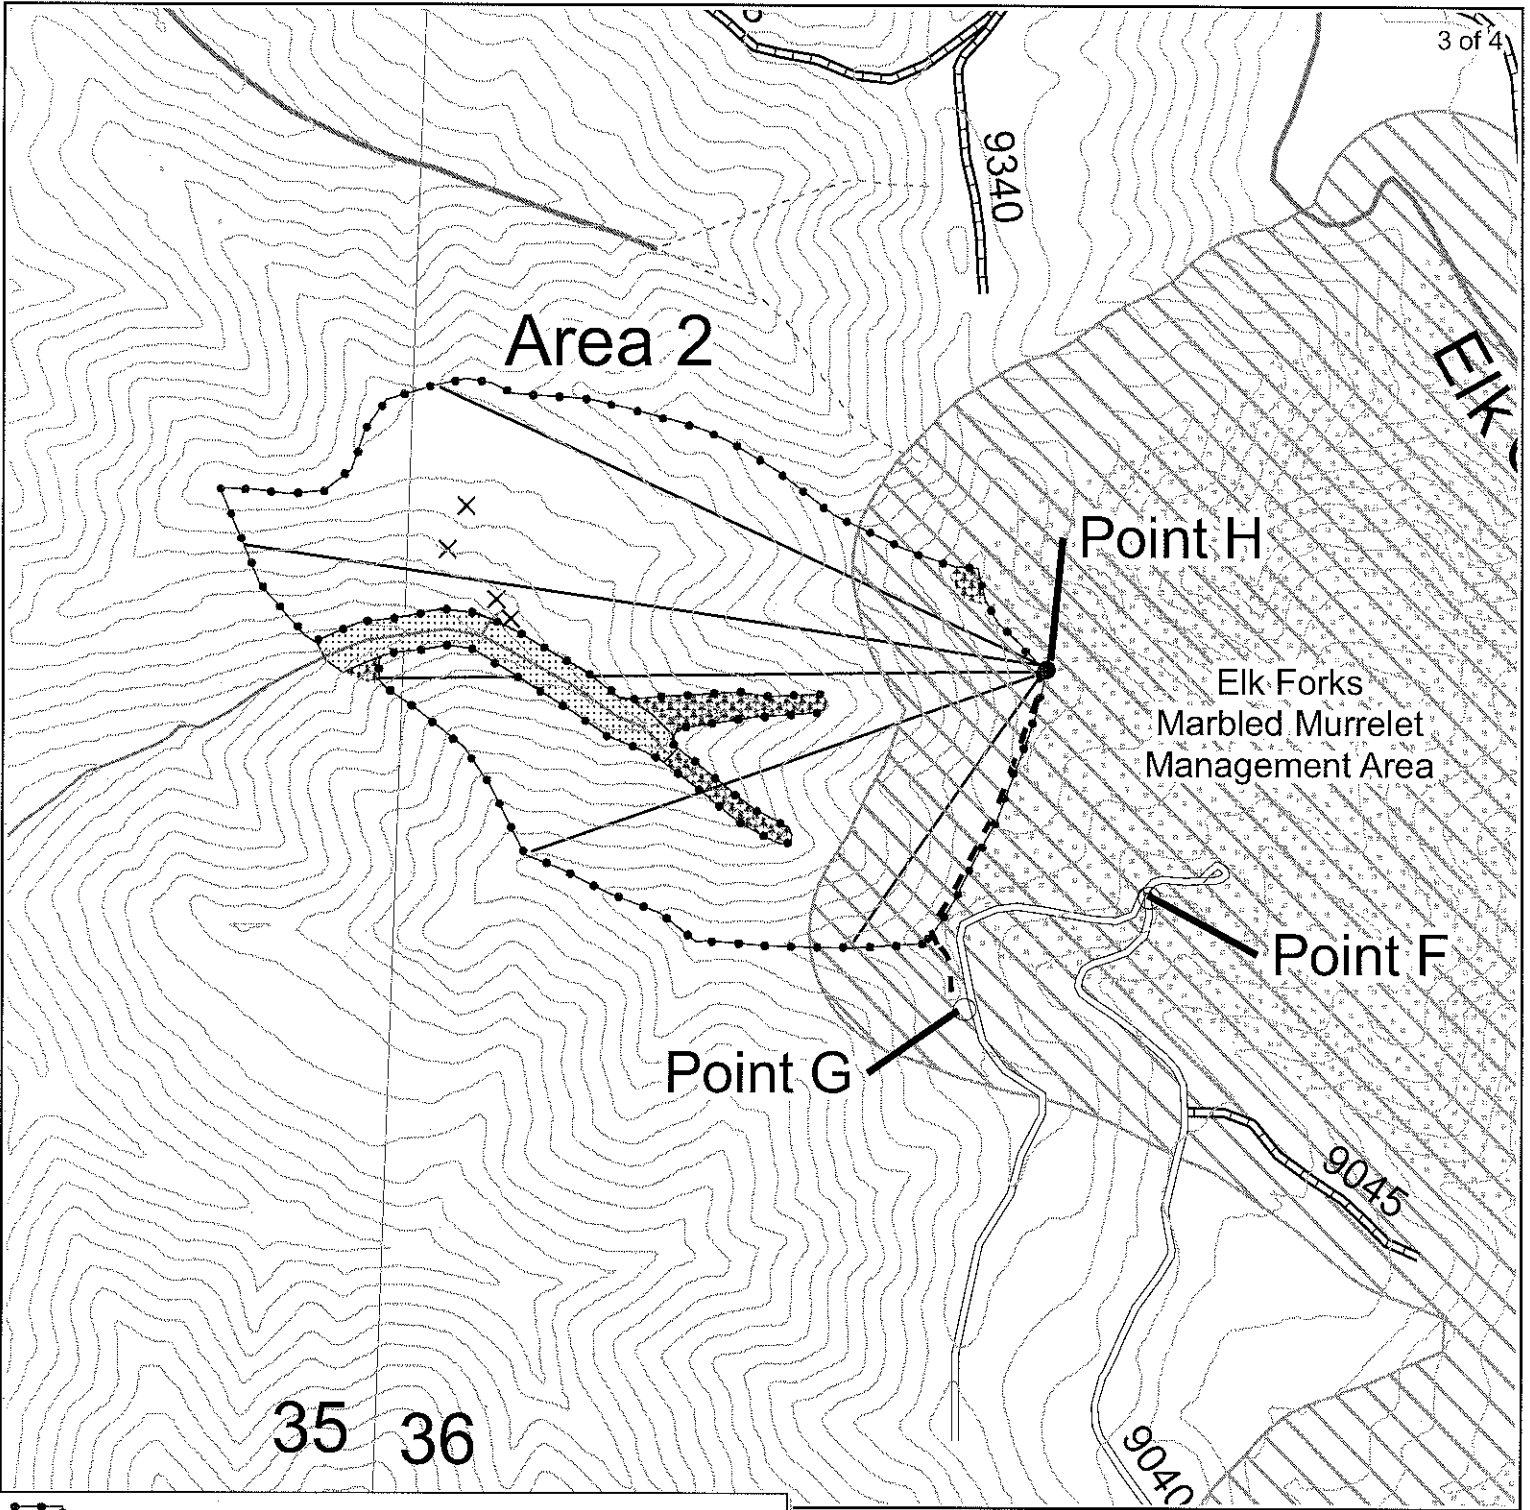 3 of 4
9340
Area 2
Elk
Point H
Elk Forks
Marbled Murrelet
Management Area
Point F
Point G
9045
35
36
9040